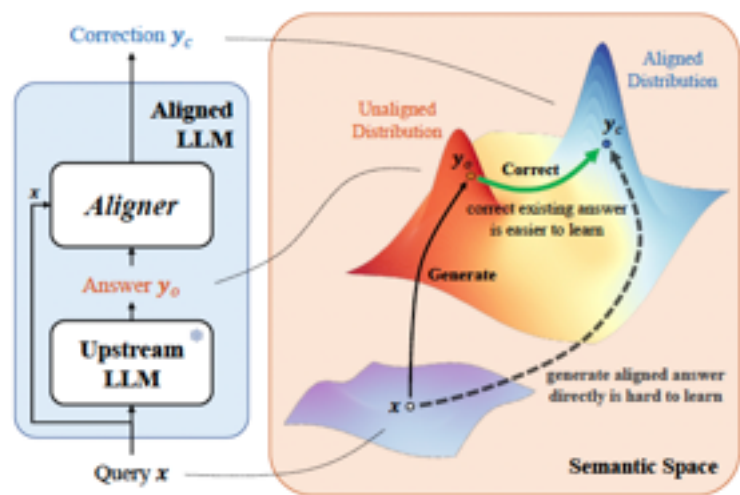 Correction y_c
Aligned
LLM
x
Aligner
Answer y_o
Upstream
LLM
Query x
Aligned
Distribution
Unaligned
Distribution
y_c
y_o
Correct
correct existing answer
is easier to learn
Generate
generate aligned answer
directly is hard to learn
x
Semantic Space